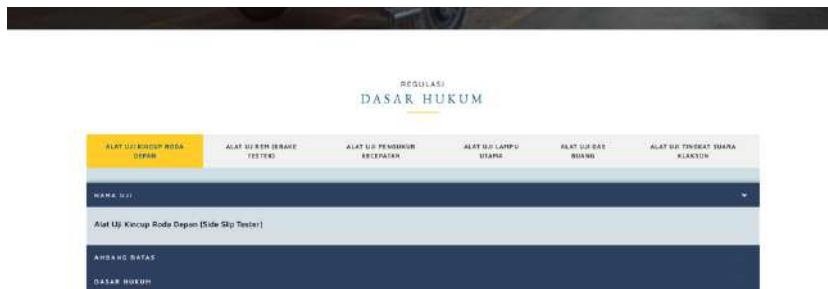 REGULASI
DASAR HUKUM
ALAT UJI KINCUP RODA
DEPAN
ALAT UJI REM (BRAKE
TESTER)
ALAT UJI PENGUKUR
KECEPATAN
ALAT UJI LAMPU
UTAMA
ALAT UJI GAS
BUANG
ALAT UJI TINGKAT SUARA
KLAKSON
NAMA UJI
Alat Uji Kincup Roda Depan (Side Slip Tester)
AMBANG BATAS
DASAR HUKUM